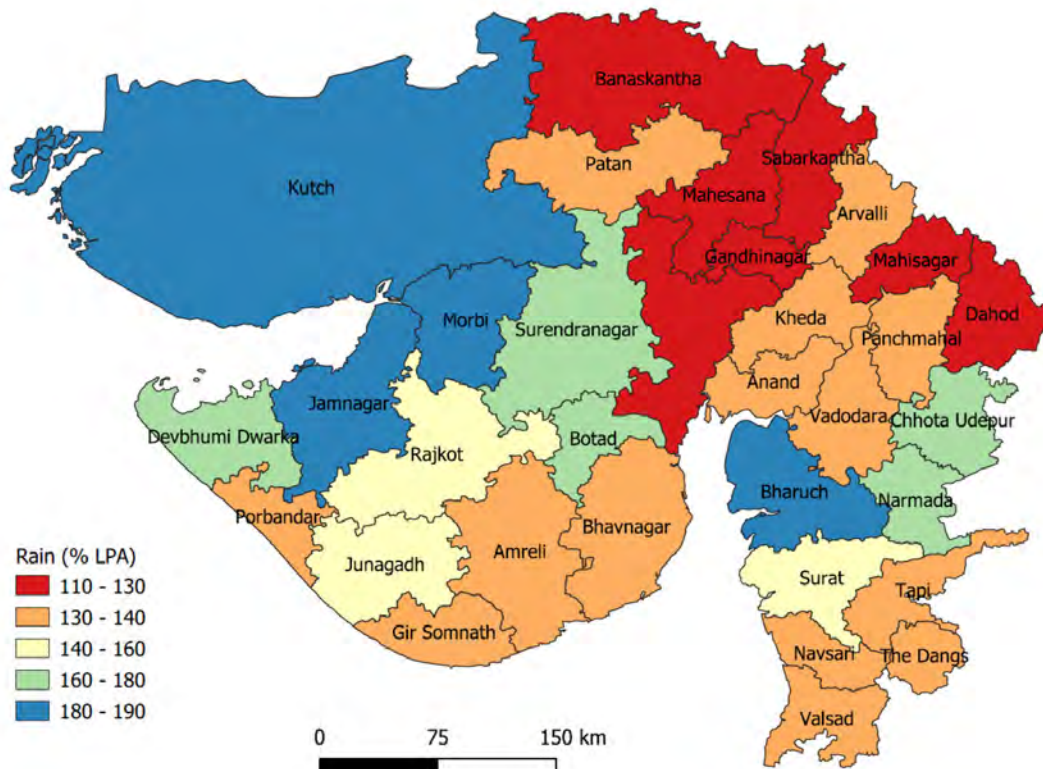 Banaskantha
Patan
Sabarkantha
Kutch
Mahesana
Arvalli
Gandhinagar
Mahisagar
Dahod
Morbi
Surendranagar
Kheda
Panchmahal
Anand
Jamnagar
Vadodara
Chhota Udepur
Devbhumi Dwarka
Botad
Rajkot
Bharuch
Narmada
Porbandar
Bhavnagar
Amreli
Junagadh
Surat
Tapi
Gir Somnath
Navsari
The Dangs
Valsad
Rain (% LPA)
110 - 130
130 - 140
140 - 160
160 - 180
180 - 190
0 75 150 km